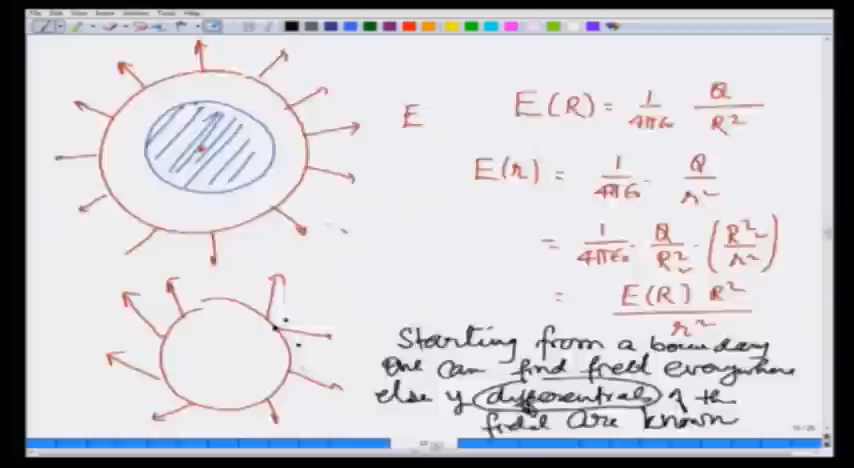 E
E(R) = 1/4πε₀ Q/R²
E(r) = 1/4πε₀ · Q/r²
= 1/4πε₀ · Q/R² · (R²/r²)
= E(R) R²/r²
Starting from a boundary
one can find field everywhere
else if differentials of the
field are known